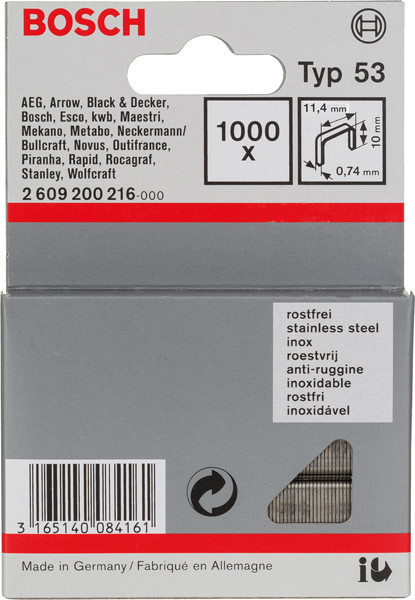 BOSCH
Typ 53
AEG, Arrow, Black & Decker,
Bosch, Esco, kwb, Maestri,
Mekano, Metabo, Neckermann/
Bullcraft, Novus, Outifrance,
Piranha, Rapid, Rocagraf,
Stanley, Wolfcraft
2 609 200 216-000
1000
x
11,4 mm
10 mm
0,74 mm
rostfrei
stainless steel
inox
roestvrij
anti-ruggine
inoxidable
rostfri
inoxidável
3 165140 084161
Made in Germany / Fabriqué en Allemagne